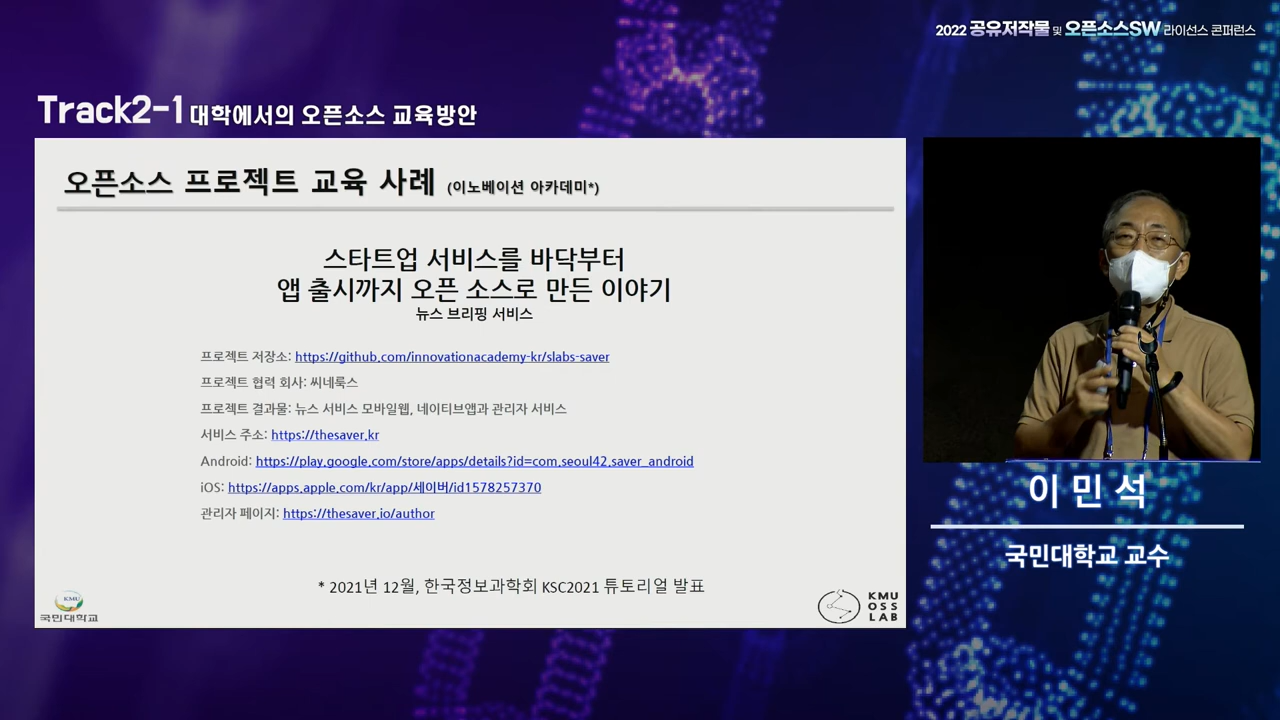 2022 공유저작물 및 오픈소스SW 라이선스 콘퍼런스
Track2-1 대학에서의 오픈소스 교육방안
오픈소스 프로젝트 교육 사례 (이노베이션 아카데미*)
스타트업 서비스를 바닥부터
앱 출시까지 오픈 소스로 만든 이야기
뉴스 브리핑 서비스
프로젝트 저장소: https://github.com/innovationacademy-kr/slabs-saver
프로젝트 협력 회사: 씨네룩스
프로젝트 결과물: 뉴스 서비스 모바일웹, 네이티브앱과 관리자 서비스
서비스 주소: https://thesaver.kr
Android: https://play.google.com/store/apps/details?id=com.seoul42.saver_android
iOS: https://apps.apple.com/kr/app/세이버/id1578257370
관리자 페이지: https://thesaver.io/author
* 2021년 12월, 한국정보과학회 KSC2021 튜토리얼 발표
KMU
국민대학교
KMU
OSS
LAB
이민석
국민대학교 교수